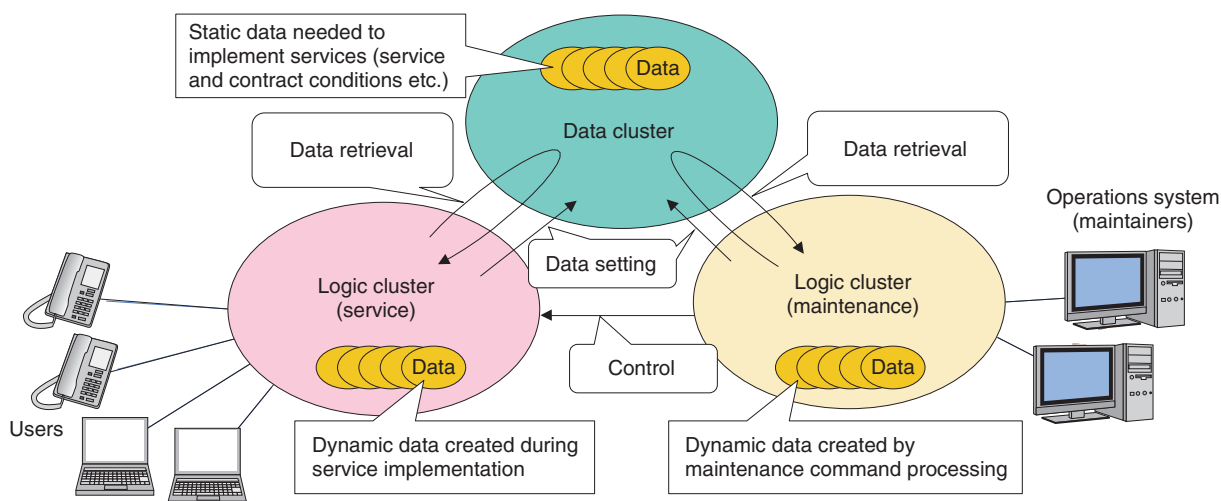 Static data needed to
implement services (service
and contract conditions etc.)
Data
Data cluster
Data retrieval
Data retrieval
Operations system
(maintainers)
Data setting
Logic cluster
(service)
Logic cluster
(maintenance)
Control
Data
Data
Users
Dynamic data created during
service implementation
Dynamic data created by
maintenance command processing